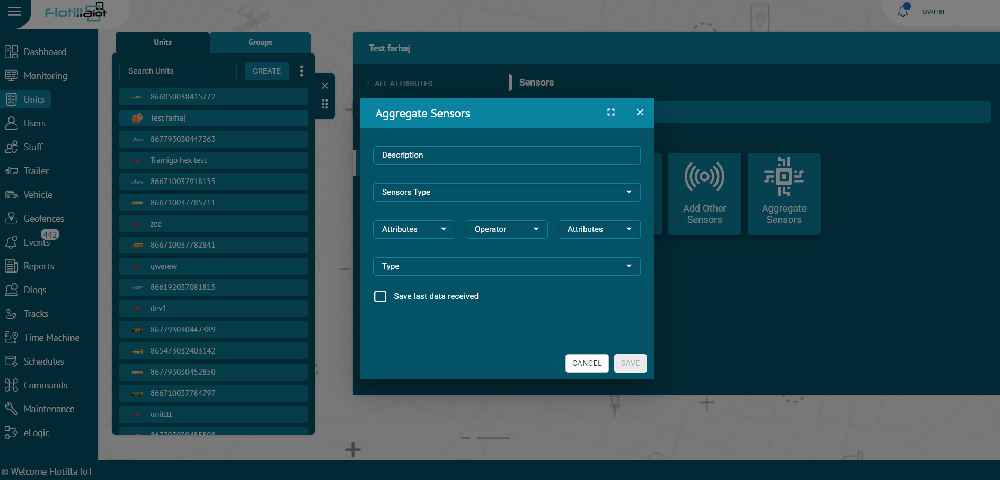 Flotilla iot
owner
Dashboard
Monitoring
Units
Users
Staff
Trailer
Vehicle
Geofences
442
Events
Reports
Dlogs
Tracks
Time Machine
Schedules
Commands
Maintenance
eLogic
Units
Groups
Search Units
CREATE
866050038415772
Test farhaj
867793030447363
Tramigo hex test
866710037918155
866710037785711
zee
866710037782841
qwerew
866192037081815
dev1
867793030447389
865473032403142
867793030452850
866710037784797
unitttt
Test farhaj
ALL ATTRIBUTES
Sensors
Add Other
Sensors
Aggregate
Sensors
Aggregate Sensors
Description
Sensors Type
Attributes
Operator
Attributes
Type
Save last data received
CANCEL
SAVE
© Welcome Flotilla IoT